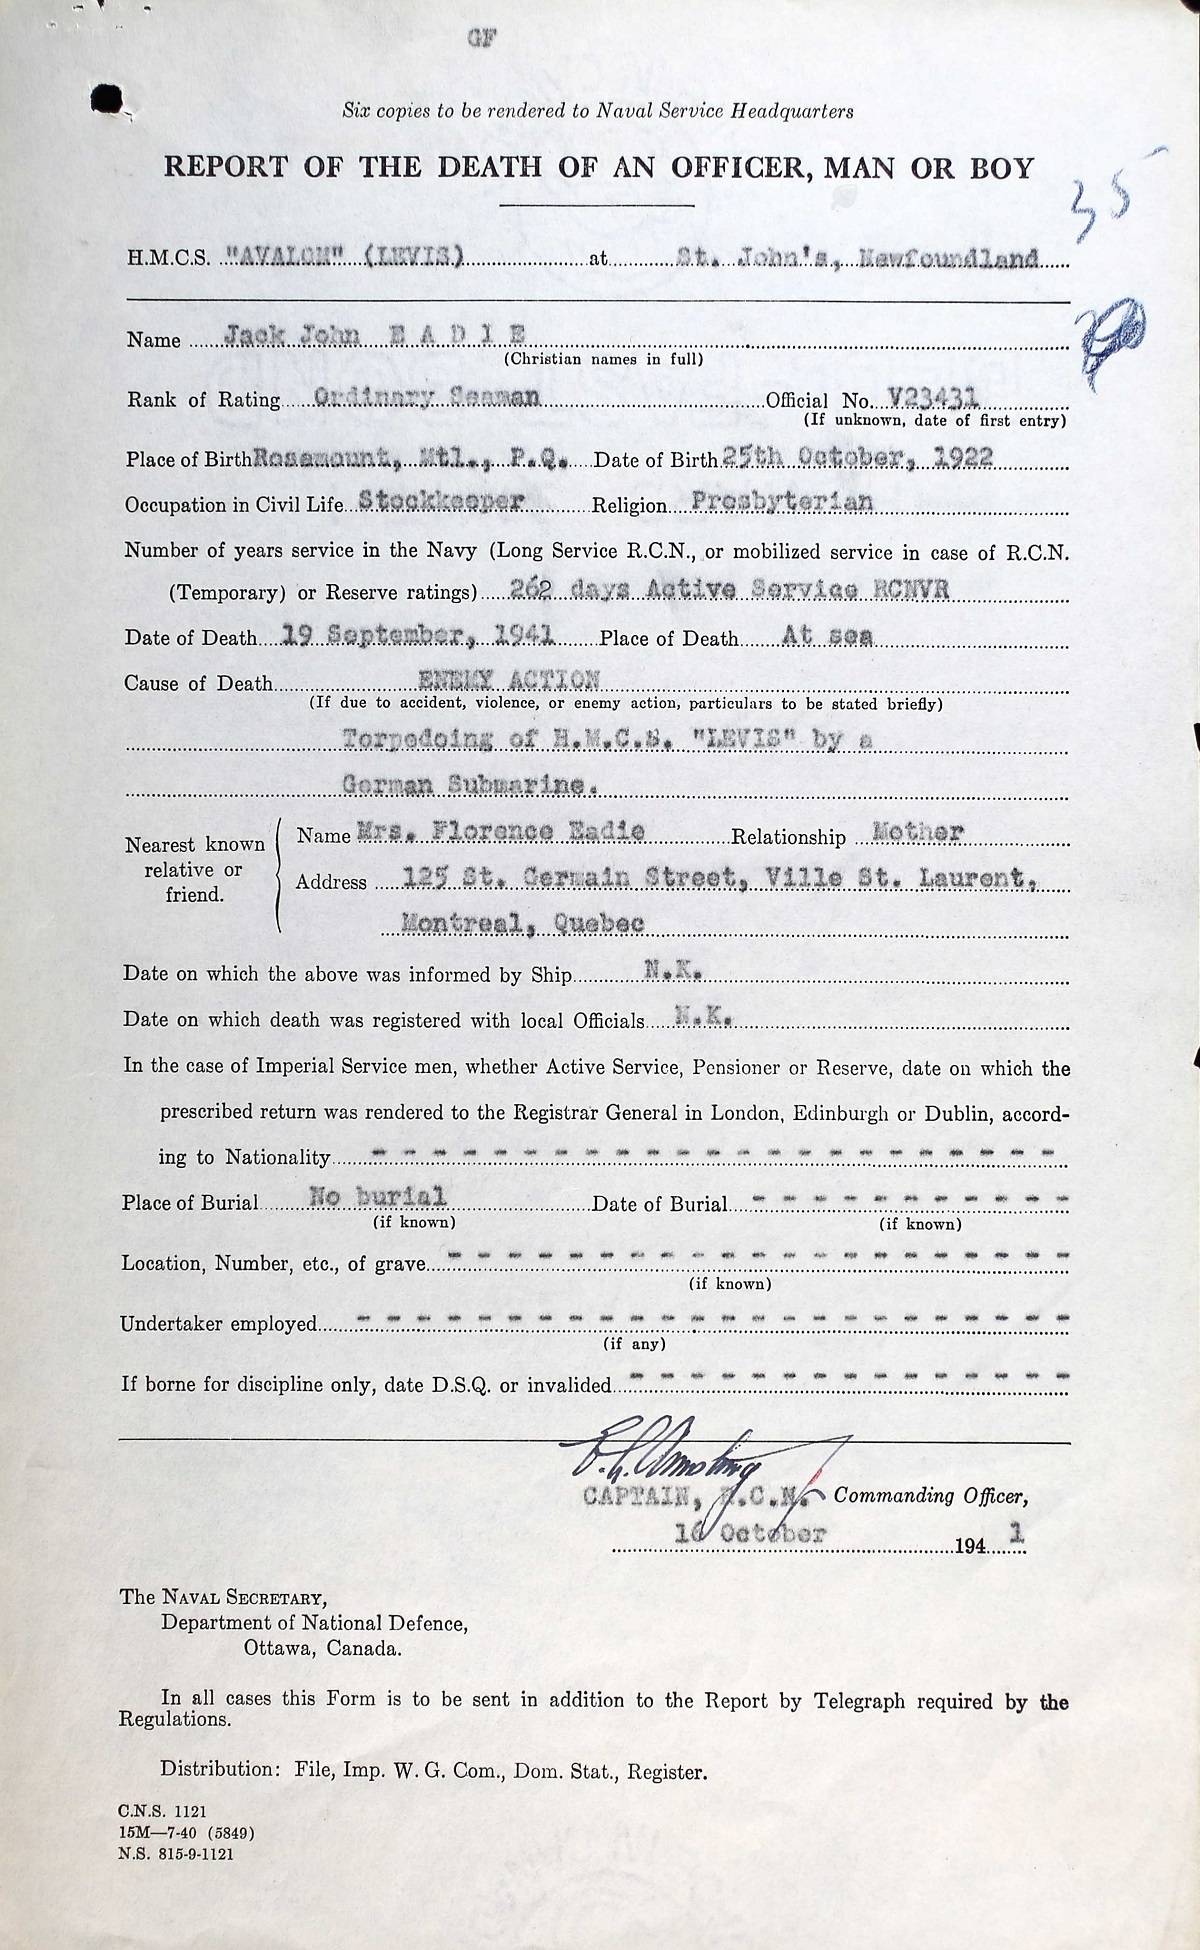 GF
Six copies to be rendered to Naval Service Headquarters
REPORT OF THE DEATH OF AN OFFICER, MAN OR BOY
35
H.M.C.S. "AVALON" (LEVIS) at St. John's, Newfoundland
Name Jack John E A D I E
(Christian names in full)
Rank of Rating Ordinary Seaman Official No. V23431
(If unknown, date of first entry)
Place of Birth Rosemount, Mtl., P.Q. Date of Birth 25th October, 1922
Occupation in Civil Life Stockkeeper Religion Presbyterian
Number of years service in the Navy (Long Service R.C.N., or mobilized service in case of R.C.N.
(Temporary) or Reserve ratings) 262 days Active Service RCNVR
Date of Death 19 September, 1941 Place of Death At sea
Cause of Death ENEMY ACTION
(If due to accident, violence, or enemy action, particulars to be stated briefly)
Torpedoing of H.M.C.S. "LEVIS" by a
German Submarine.
Nearest known relative or friend.
Name Mrs. Florence Eadie Relationship Mother
Address 125 St. Germain Street, Ville St. Laurent,
Montreal, Quebec
Date on which the above was informed by Ship N.K.
Date on which death was registered with local Officials N.K.
In the case of Imperial Service men, whether Active Service, Pensioner or Reserve, date on which the
prescribed return was rendered to the Registrar General in London, Edinburgh or Dublin, accord-
ing to Nationality - - - - - - - - - - - - - - - - - - - - - - -
Place of Burial No burial Date of Burial - - - - - - - - - - -
(if known) (if known)
Location, Number, etc., of grave - - - - - - - - - - - - - - - - - - - - -
(if known)
Undertaker employed - - - - - - - - - - - - - - - - - - - - - - - -
(if any)
If borne for discipline only, date D.S.Q. or invalided - - - - - - - - - - - - - - -
CAPTAIN, R.C.N. Commanding Officer,
16 October 194 1
The NAVAL SECRETARY,
Department of National Defence,
Ottawa, Canada.
In all cases this Form is to be sent in addition to the Report by Telegraph required by the
Regulations.
Distribution: File, Imp. W. G. Com., Dom. Stat., Register.
C.N.S. 1121
15M—7-40 (5849)
N.S. 815-9-1121